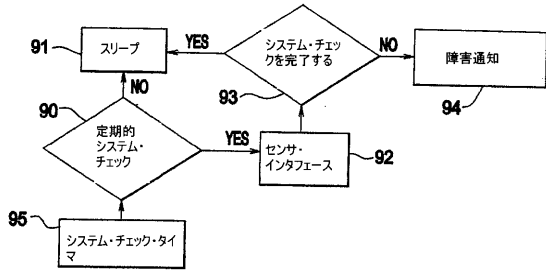 91
スリープ
YES
システム・チェッ
クを完了する
93
NO
障害通知
94
90
NO
定期的
システム・
チェック
YES
センサ・
インタフェース
92
95
システム・チェック・タイ
マ